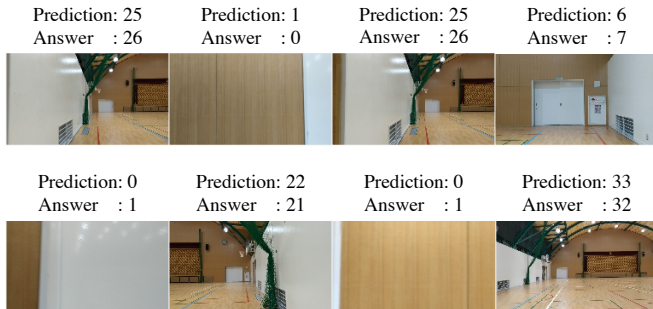 Prediction: 25
Answer : 26
Prediction: 1
Answer : 0
Prediction: 25
Answer : 26
Prediction: 6
Answer : 7
Prediction: 0
Answer : 1
Prediction: 22
Answer : 21
Prediction: 0
Answer : 1
Prediction: 33
Answer : 32